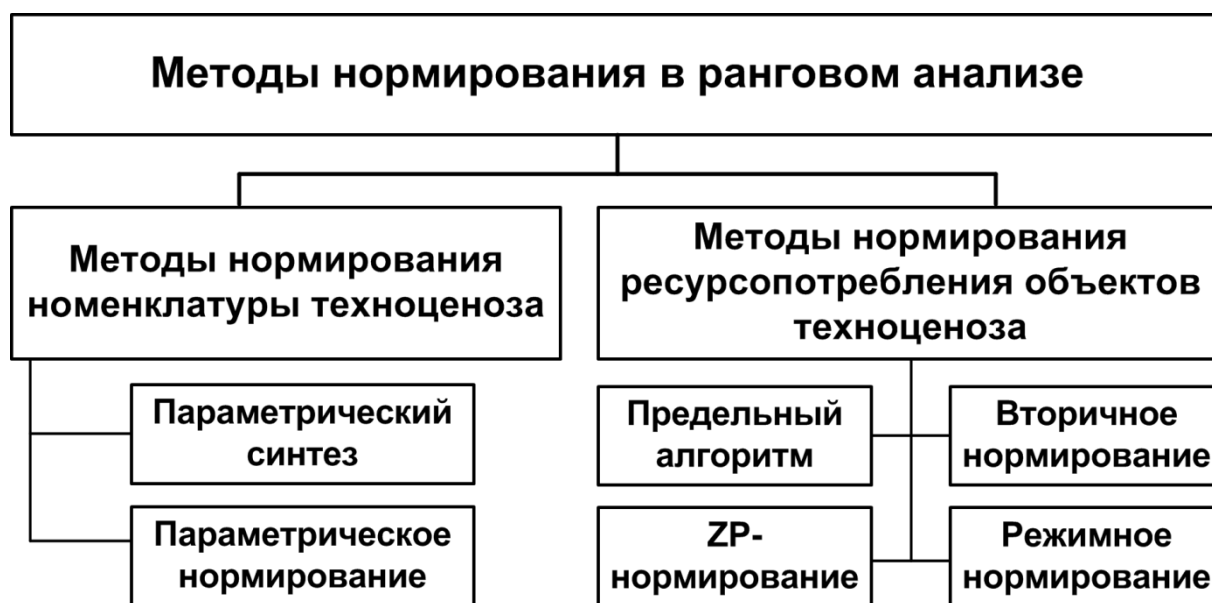 Методы нормирования в ранговом анализе
Методы нормирования
номенклатуры техноценоза
Методы нормирования
ресурсопотребления объектов
техноценоза
Параметрический
синтез
Параметрическое
нормирование
Предельный
алгоритм
Вторичное
нормирование
ZP-
нормирование
Режимное
нормирование